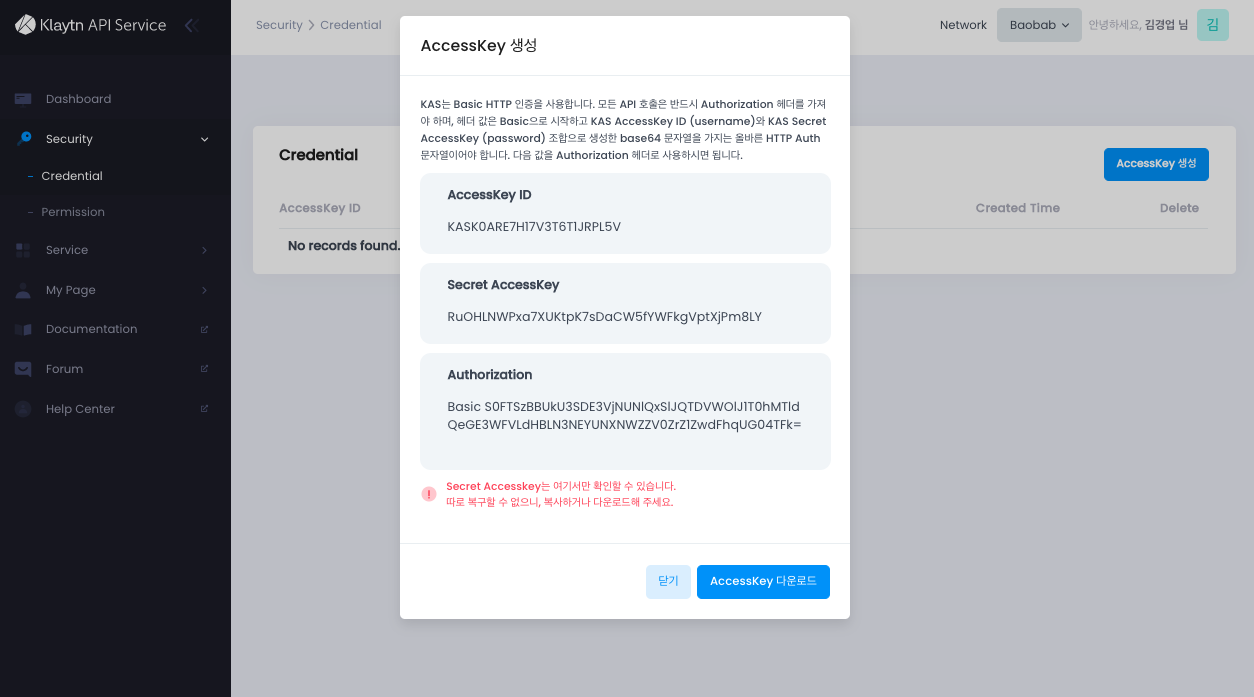 Klaytn API Service
Security > Credential
Network
Baobab
안녕하세요, 김경업 님
김
Dashboard
Security
– Credential
– Permission
Service
My Page
Documentation
Forum
Help Center
Credential
AccessKey 생성
AccessKey ID
Created Time
Delete
No records found.
AccessKey 생성
KAS는 Basic HTTP 인증을 사용합니다. 모든 API 호출은 반드시 Authorization 헤더를 가져
야 하며, 헤더 값은 Basic으로 시작하고 KAS AccessKey ID (username)와 KAS Secret
AccessKey (password) 조합으로 생성한 base64 문자열을 가지는 올바른 HTTP Auth
문자열이어야 합니다. 다음 값을 Authorization 헤더로 사용하시면 됩니다.
AccessKey ID
KASK0ARE7H17V3T6T1JRPL5V
Secret AccessKey
RuOHLNWPxa7XUKtpK7sDaCW5fYWFkgVptXjPm8LY
Authorization
Basic S0FTSzBBUkU3SDE3VjNUNlQxSlJQTDVWOlJ1T0hMTld
QeGE3WFVLdHBLN3NEYUNXNWZZV0ZrZ1ZwdFhqUG04TFk=
Secret Accesskey는 여기서만 확인할 수 있습니다.
따로 복구할 수 없으니, 복사하거나 다운로드해 주세요.
닫기
AccessKey 다운로드